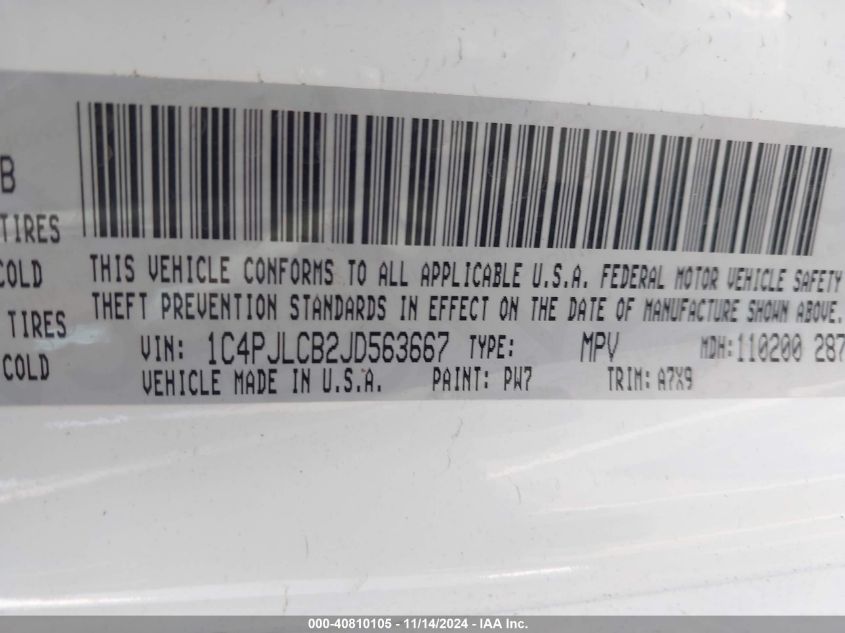 B
TIRES
COLD
TIRES
COLD
THIS VEHICLE CONFORMS TO ALL APPLICABLE U.S.A. FEDERAL MOTOR VEHICLE SAFETY
THEFT PREVENTION STANDARDS IN EFFECT ON THE DATE OF MANUFACTURE SHOWN ABOVE.
VIN: 1C4PJLCB2JD563667 TYPE: MPV MDH:110200 287
VEHICLE MADE IN U.S.A. PAINT: PW7 TRIM: A7X9
000-40810105 - 11/14/2024 - IAA Inc.